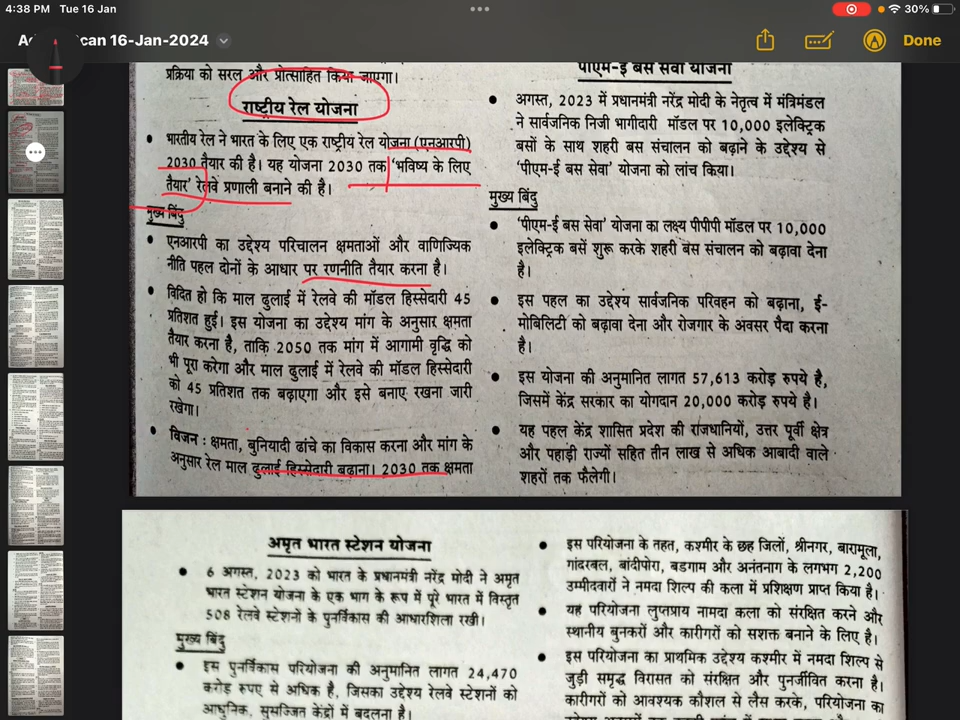 4:38 PM Tue 16 Jan
30%
Scan 16-Jan-2024
Done
प्रक्रिया को सरल और प्रोत्साहित किया जाएगा।
राष्ट्रीय रेल योजना
• भारतीय रेल ने भारत के लिए एक राष्ट्रीय रेल योजना (एनआरपी)
2030 तैयार की है। यह योजना 2030 तक 'भविष्य के लिए
तैयार' रेलवे प्रणाली बनाने की है।
मुख्य बिंदु
• एनआरपी का उद्देश्य परिचालन क्षमताओं और वाणिज्यिक
नीति पहल दोनों के आधार पर रणनीति तैयार करना है।
• विदित हो कि माल ढुलाई में रेलवे की मॉडल हिस्सेदारी 45
प्रतिशत हुई। इस योजना का उद्देश्य मांग के अनुसार क्षमता
तैयार करना है, ताकि 2050 तक मांग में आगामी वृद्धि को
भी पूरा करेगा और माल ढुलाई में रेलवे की मॉडल हिस्सेदारी
को 45 प्रतिशत तक बढ़ाएगा और इसे बनाए रखना जारी
रखेगा।
• विजन : क्षमता, बुनियादी ढांचे का विकास करना और मांग के
अनुसार रेल माल ढुलाई हिस्सेदारी बढ़ाना। 2030 तक क्षमता
पीएम-ई बस सेवा योजना
• अगस्त, 2023 में प्रधानमंत्री नरेंद्र मोदी के नेतृत्व में मंत्रिमंडल
ने सार्वजनिक निजी भागीदारी मॉडल पर 10,000 इलेक्ट्रिक
बसों के साथ शहरी बस संचालन को बढ़ाने के उद्देश्य से
'पीएम-ई बस सेवा' योजना को लांच किया।
मुख्य बिंदु
• 'पीएम-ई बस सेवा' योजना का लक्ष्य पीपीपी मॉडल पर 10,000
इलेक्ट्रिक बसें शुरू करके शहरी बस संचालन को बढ़ावा देना
है।
• इस पहल का उद्देश्य सार्वजनिक परिवहन को बढ़ाना, ई-
मोबिलिटी को बढ़ावा देना और रोजगार के अवसर पैदा करना
है।
• इस योजना की अनुमानित लागत 57,613 करोड़ रुपये है,
जिसमें केंद्र सरकार का योगदान 20,000 करोड़ रुपये है।
• यह पहल केंद्र शासित प्रदेश की राजधानियों, उत्तर पूर्वी क्षेत्र
और पहाड़ी राज्यों सहित तीन लाख से अधिक आबादी वाले
शहरों तक फैलेगी।
अमृत भारत स्टेशन योजना
• 6 अगस्त, 2023 को भारत के प्रधानमंत्री नरेंद्र मोदी ने अमृत
भारत स्टेशन योजना के एक भाग के रूप में पूरे भारत में विस्तृत
508 रेलवे स्टेशनों के पुनर्विकास की आधारशिला रखी।
मुख्य बिंदु
• इस पुनर्विकास परियोजना की अनुमानित लागत 24,470
करोड़ रुपए से अधिक है, जिसका उद्देश्य रेलवे स्टेशनों को
आधुनिक, सुसज्जित केंद्रों में बदलना है।
• इस परियोजना के तहत, कश्मीर के छह जिलों, श्रीनगर, बारामूला,
गांदरबल, बांदीपोरा, बडगाम और अनंतनाग के लगभग 2,200
उम्मीदवारों ने नमदा शिल्प की कला में प्रशिक्षण प्राप्त किया है।
• यह परियोजना लुप्तप्राय नामदा कला को संरक्षित करने और
स्थानीय बुनकरों और कारीगरों को सशक्त बनाने के लिए है।
• इस परियोजना का प्राथमिक उद्देश्य कश्मीर में नमदा शिल्प से
जुड़ी समृद्ध विरासत को संरक्षित और पुनर्जीवित करना है।
कारीगरों को आवश्यक कौशल से लैस करके, परियोजना का